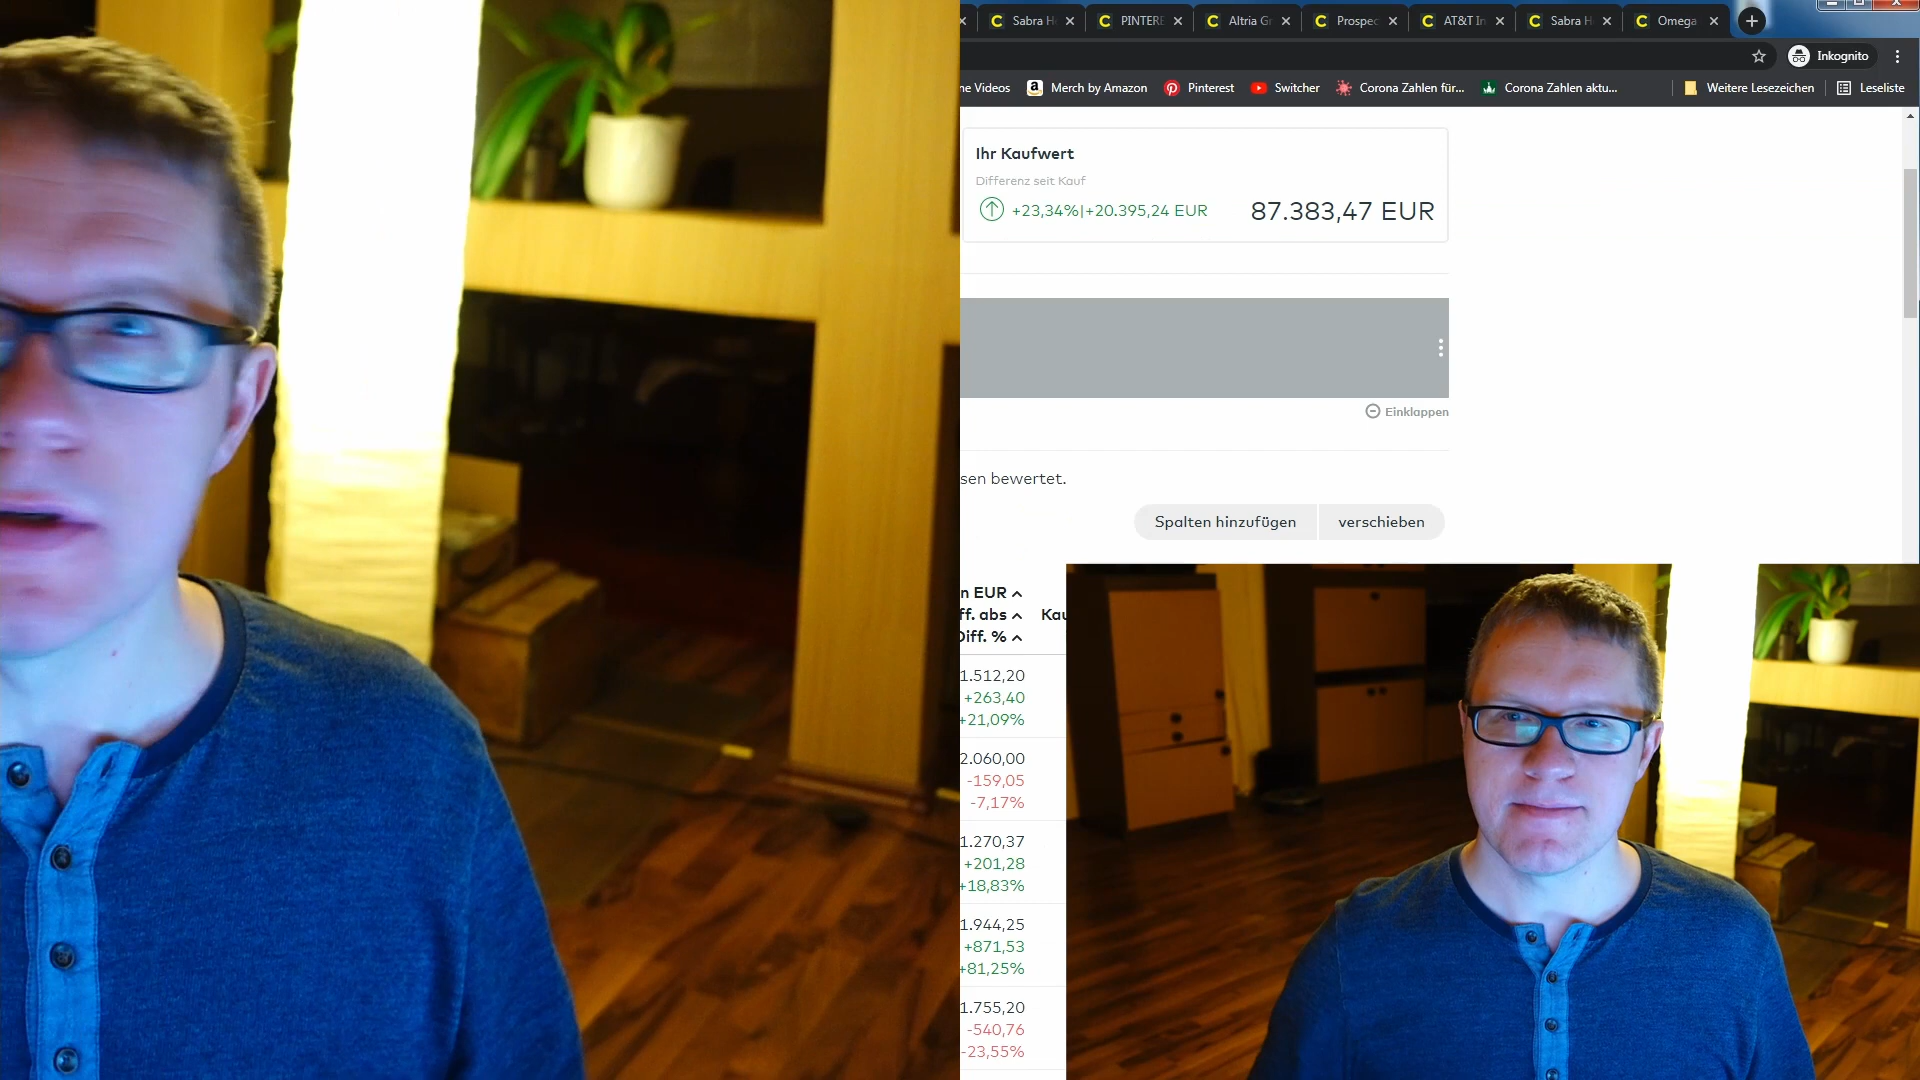 Sabra H
PINTERE
Altria Gr
Prospec
AT&T In
Sabra H
Omega
Inkognito
ne Videos
Merch by Amazon
Pinterest
Switcher
Corona Zahlen für...
Corona Zahlen aktu...
Weitere Lesezeichen
Leseliste
Ihr Kaufwert
Differenz seit Kauf
+23,34%|+20.395,24 EUR
87.383,47 EUR
Einklappen
sen bewertet.
Spalten hinzufügen
verschieben
n EUR
ff. abs
Kau
Diff. %
1.512,20
+263,40
+21,09%
2.060,00
-159,05
-7,17%
1.270,37
+201,28
+18,83%
1.944,25
+871,53
+81,25%
1.755,20
-540,76
-23,55%